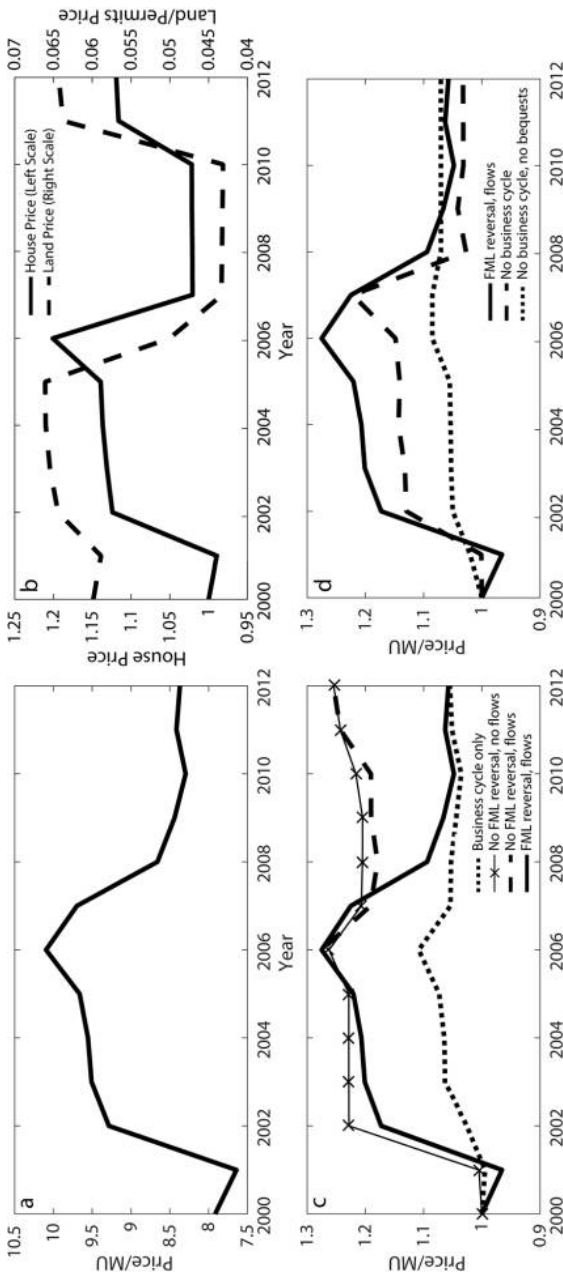 a
10.5
10
9.5
9
8.5
8
7.5
Price/MU
2000
2002
2004
2006
2008
2010
2012
Year
b
1.25
1.2
1.15
1.1
1.05
1
0.95
House Price
House Price (Left Scale)
Land Price (Right Scale)
0.07
0.065
0.06
0.055
0.05
0.045
0.04
Land/Permits Price
2000
2002
2004
2006
2008
2010
2012
Year
c
1.3
1.2
1.1
1
0.9
Price/MU
Business cycle only
No FML reversal, no flows
No FML reversal, flows
FML reversal, flows
2000
2002
2004
2006
2008
2010
2012
d
1.3
1.2
1.1
1
0.9
Price/MU
FML reversal, flows
No business cycle
No business cycle, no bequests
2000
2002
2004
2006
2008
2010
2012